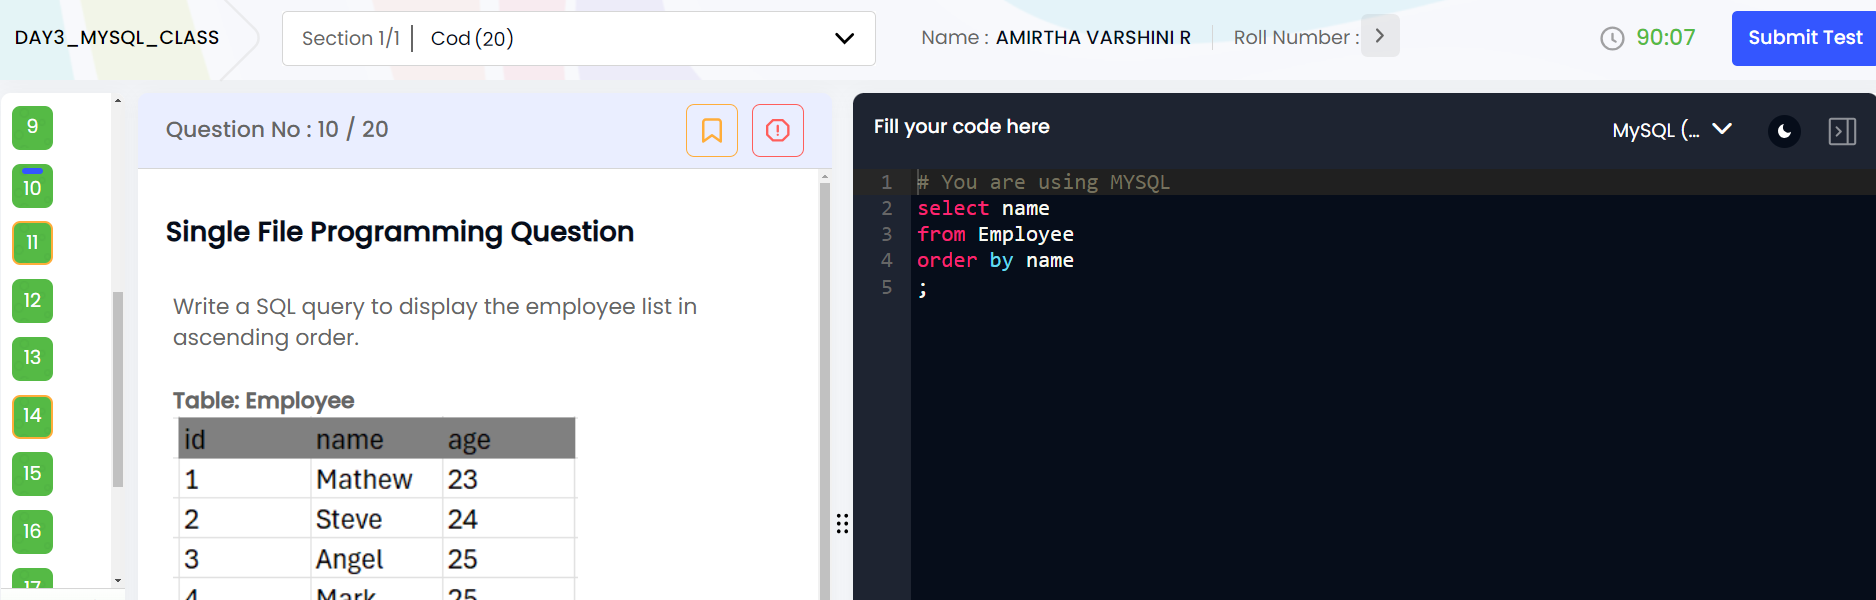 DAY3_MYSQL_CLASS
Section 1/1 | Cod (20)
Name : AMIRTHA VARSHINI R
Roll Number :
90:07
Submit Test
9
10
11
12
13
14
15
16
17
Question No : 10 / 20
Single File Programming Question
Write a SQL query to display the employee list in
ascending order.
Table: Employee
id name age
1 Mathew 23
2 Steve 24
3 Angel 25
4 Mark 25
Fill your code here
MySQL (...
1 # You are using MYSQL
2 select name
3 from Employee
4 order by name
5 ;